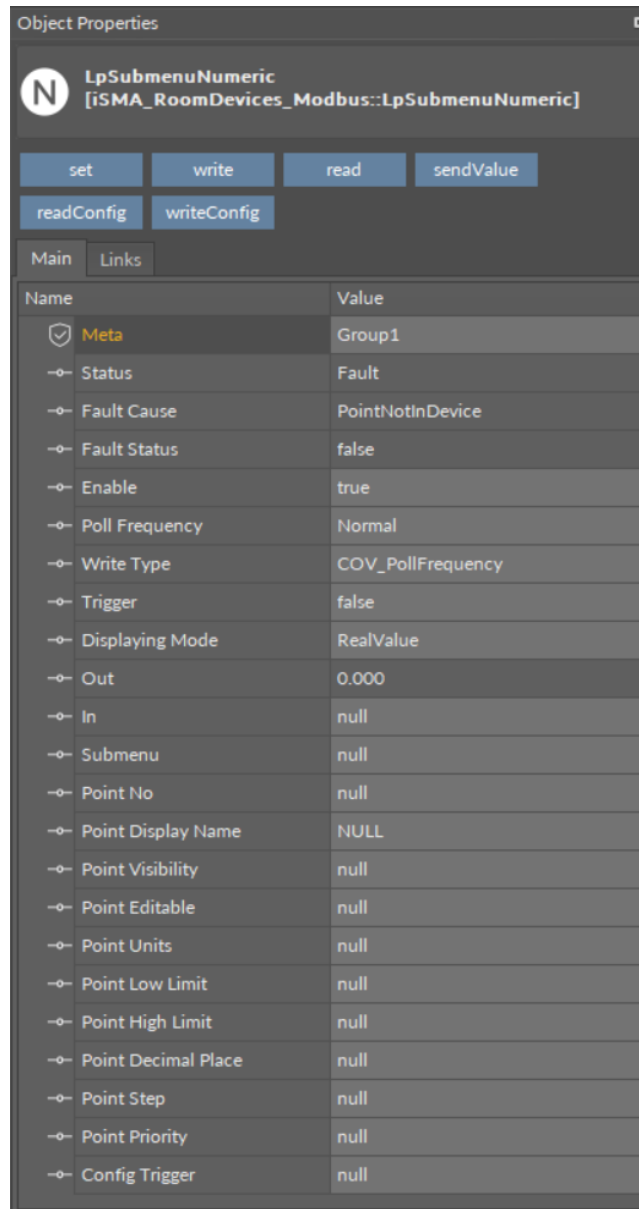 Object Properties
N
LpSubmenuNumeric
[iSMA_RoomDevices_Modbus::LpSubmenuNumeric]
set write read sendValue
readConfig writeConfig
Main Links
Name Value
Meta Group1
Status Fault
Fault Cause PointNotInDevice
Fault Status false
Enable true
Poll Frequency Normal
Write Type COV_PollFrequency
Trigger false
Displaying Mode RealValue
Out 0.000
In null
Submenu null
Point No null
Point Display Name NULL
Point Visibility null
Point Editable null
Point Units null
Point Low Limit null
Point High Limit null
Point Decimal Place null
Point Step null
Point Priority null
Config Trigger null